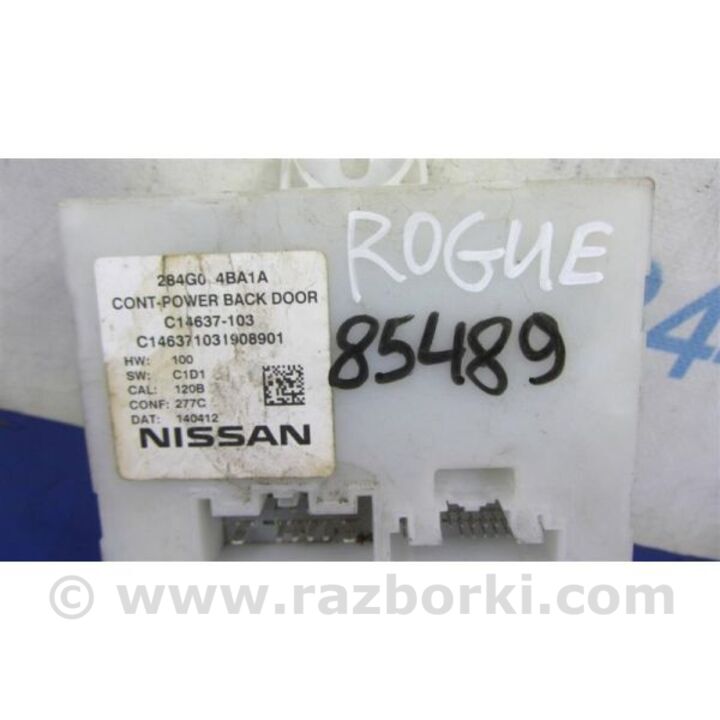 ROGUE
85489
284G0 4BA1A
CONT-POWER BACK DOOR
C14637-103
C146371031908901
HW: 100
SW: C1D1
CAL: 120B
CONF: 277C
DAT: 140412
NISSAN
© www.razborki.com